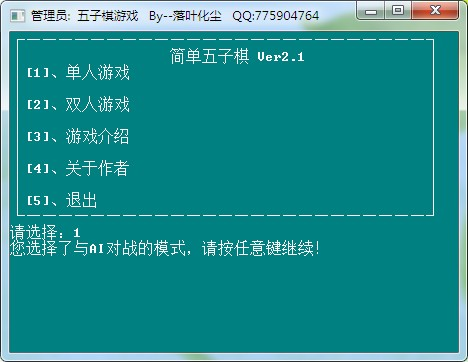 管理员: 五子棋游戏 By--落叶化尘 QQ:775904764
简单五子棋 Ver2.1
[1]、单人游戏
[2]、双人游戏
[3]、游戏介绍
[4]、关于作者
[5]、退出
请选择：1
您选择了与AI对战的模式，请按任意键继续！